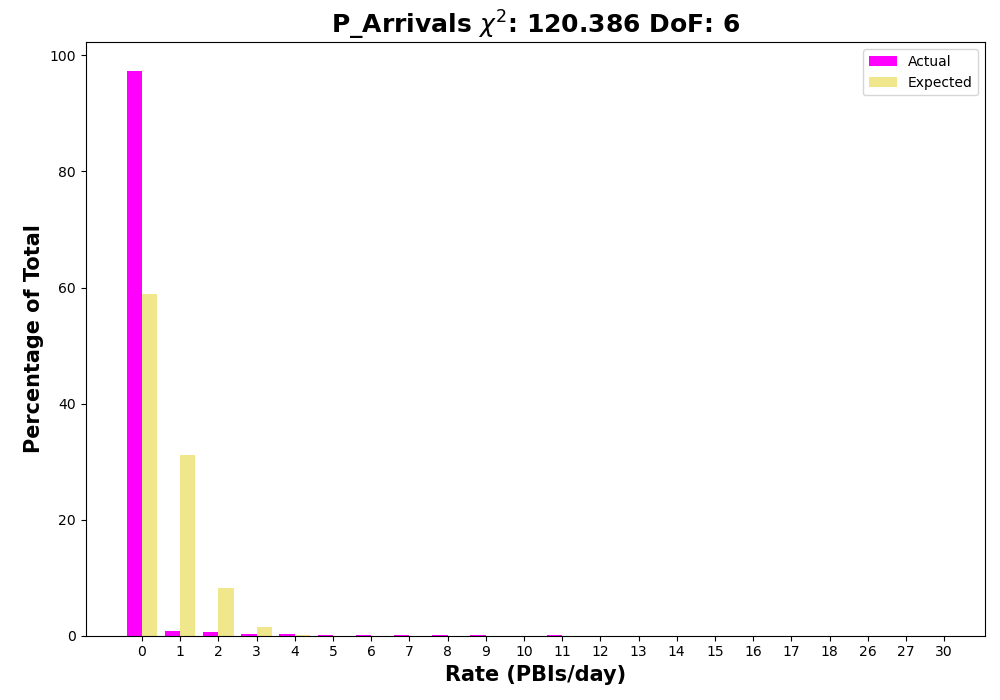 P_Arrivals χ²: 120.386 DoF: 6
Actual
Expected
100
80
60
40
20
0
Percentage of Total
0 1 2 3 4 5 6 7 8 9 10 11 12 13 14 15 16 17 18 26 27 30
Rate (PBIs/day)